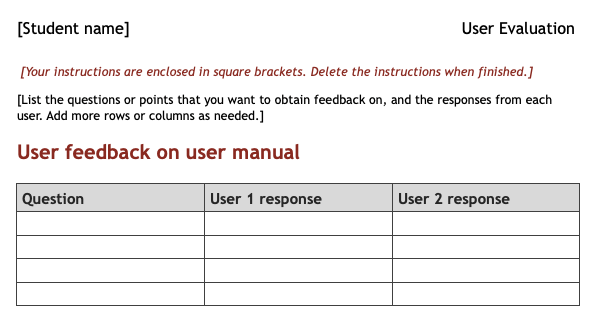 [Student name] User Evaluation
[Your instructions are enclosed in square brackets. Delete the instructions when finished.]
[List the questions or points that you want to obtain feedback on, and the responses from each
user. Add more rows or columns as needed.]
User feedback on user manual
Question User 1 response User 2 response